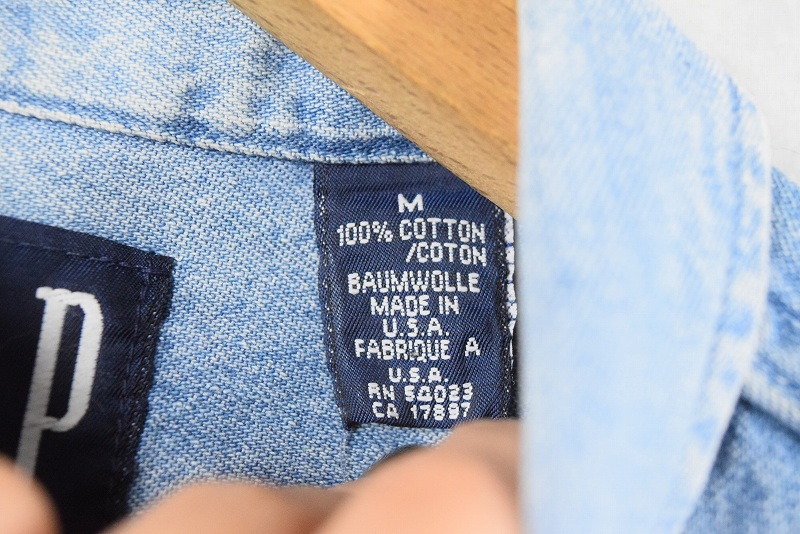 P
M
100% COTTON
/COTON
BAUMWOLLE
MADE IN
U.S.A.
FABRIQUE A
U.S.A.
RN 54023
CA 17897